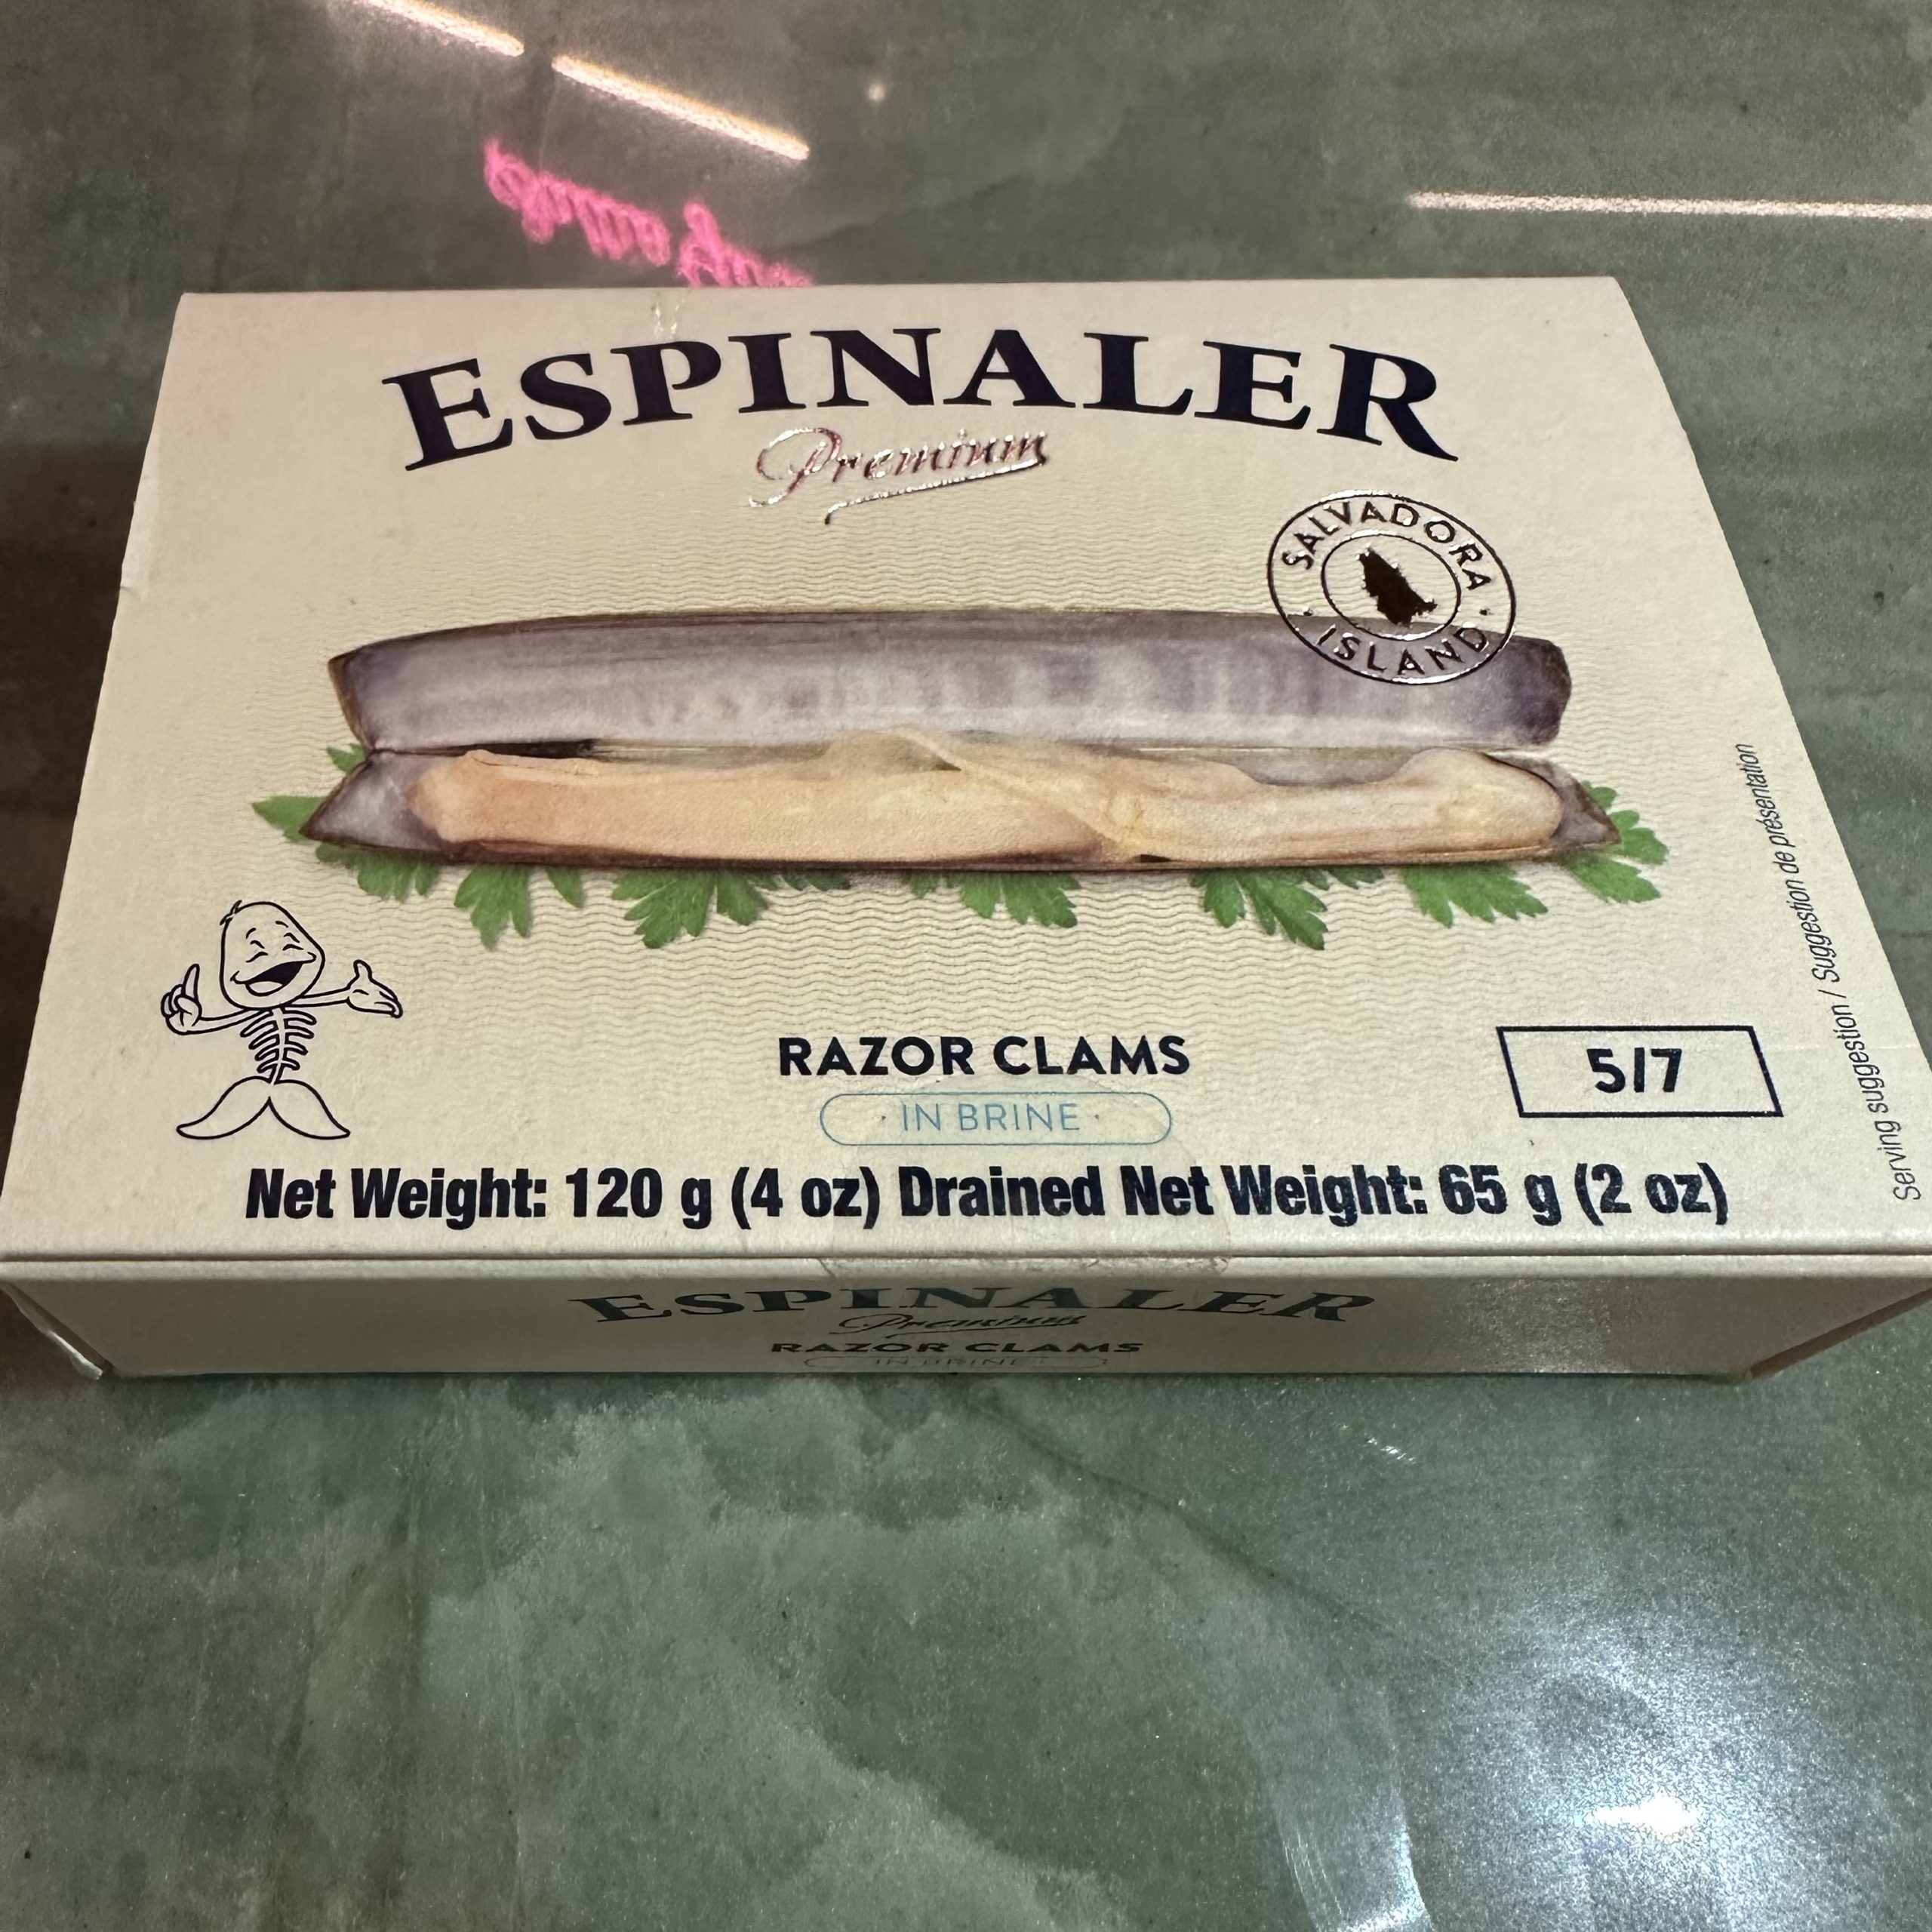 ESPINALER
Premium
SALVADORA
· ISLAND ·
RAZOR CLAMS
· IN BRINE ·
5/7
Net Weight: 120 g (4 oz) Drained Net Weight: 65 g (2 oz)
Serving suggestion / Suggestion de présentation
ESPINALER
Premium
RAZOR CLAMS
· IN BRINE ·